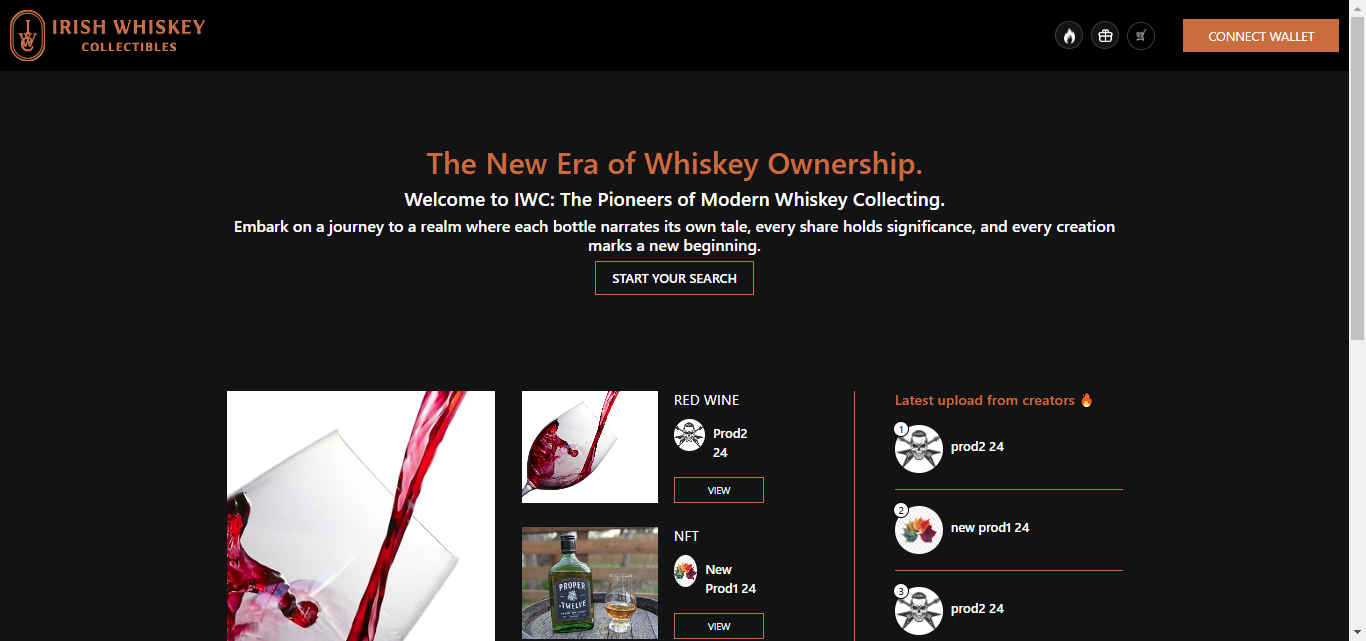 IRISH WHISKEY
COLLECTIBLES
CONNECT WALLET
The New Era of Whiskey Ownership.
Welcome to IWC: The Pioneers of Modern Whiskey Collecting.
Embark on a journey to a realm where each bottle narrates its own tale, every share holds significance, and every creation
marks a new beginning.
START YOUR SEARCH
RED WINE
Prod2
24
VIEW
NFT
New
Prod1 24
VIEW
PROPER
TWELVE
Latest upload from creators 🔥
1
prod2 24
2
new prod1 24
3
prod2 24